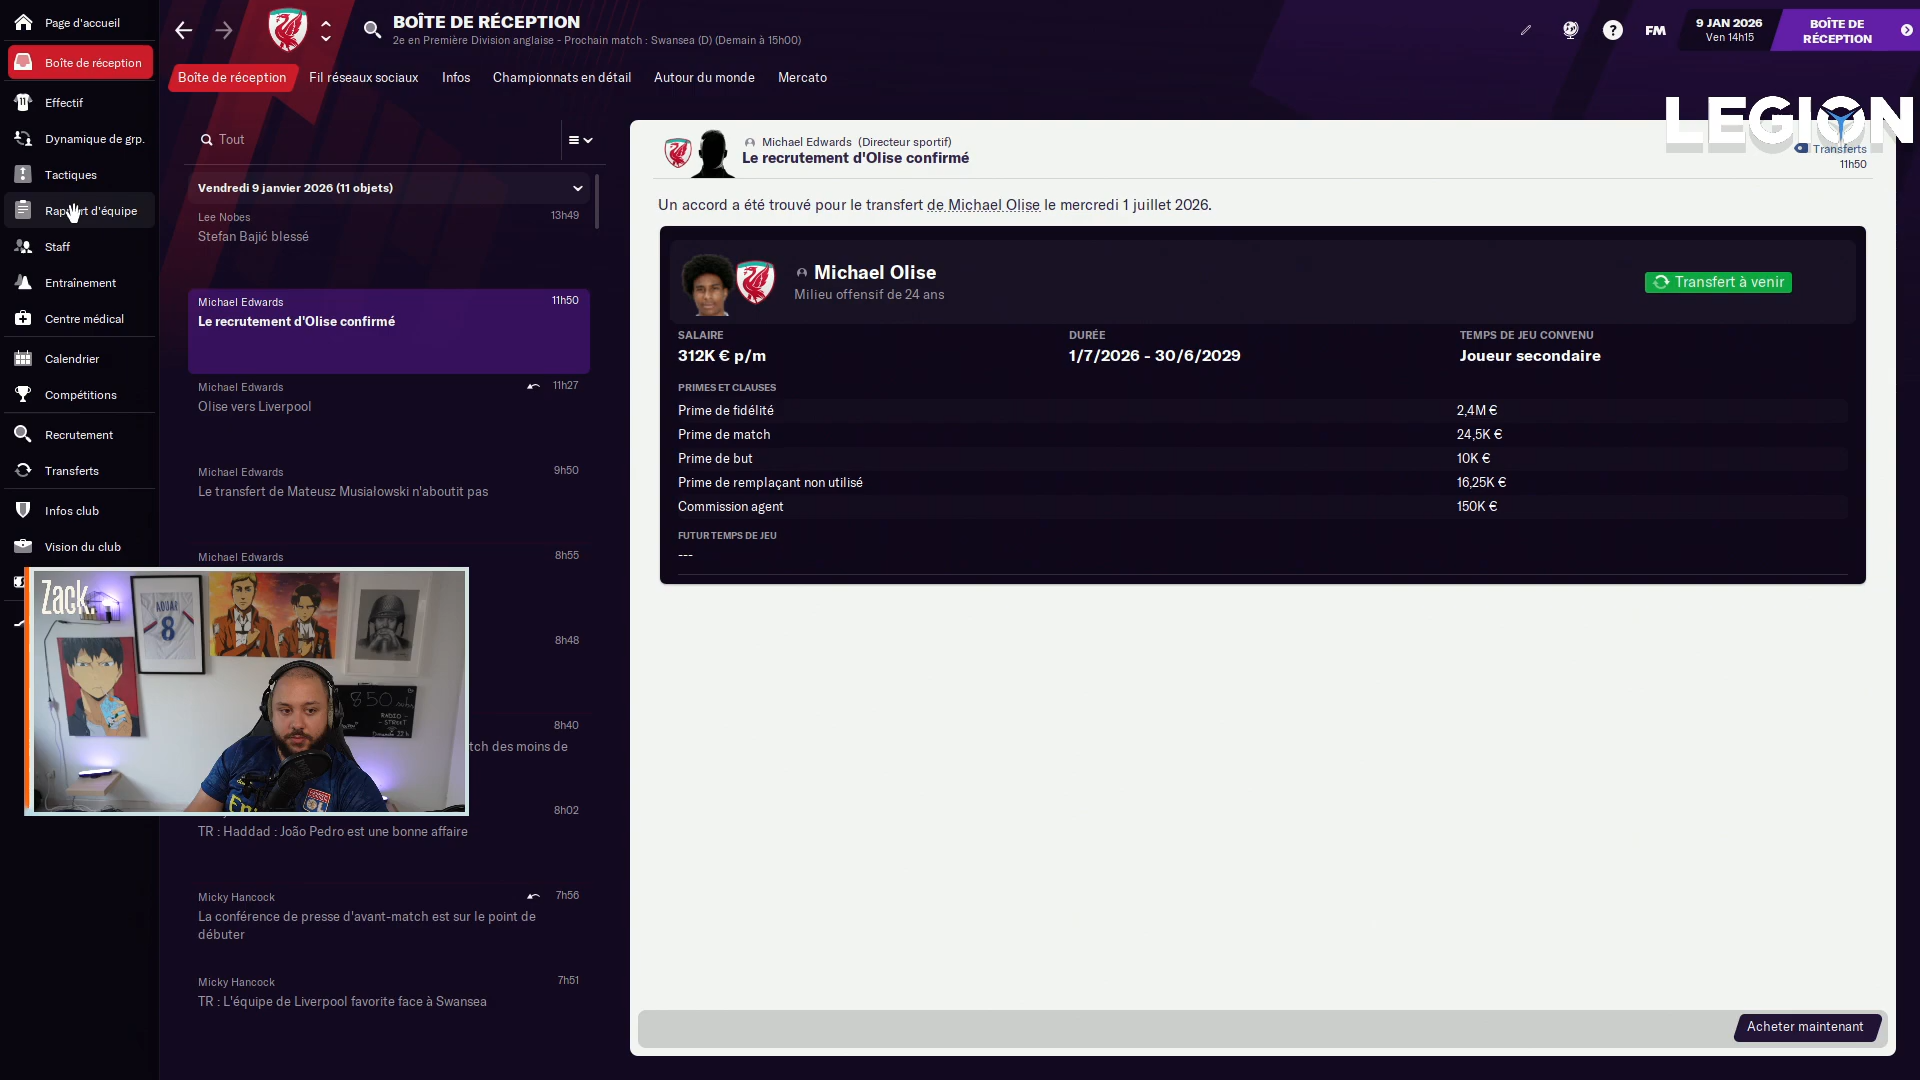 Page d'accueil
Boîte de réception
Effectif
Dynamique de grp.
Tactiques
Rapport d'équipe
Staff
Entraînement
Centre médical
Calendrier
Compétitions
Recrutement
Transferts
Infos club
Vision du club
BOÎTE DE RÉCEPTION
2e en Première Division anglaise - Prochain match : Swansea (D) (Demain à 15h00)
FM
9 JAN 2026
Ven 14h15
BOÎTE DE
RÉCEPTION
Boîte de réception
Fil réseaux sociaux
Infos
Championnats en détail
Autour du monde
Mercato
LEGION
Tout
Vendredi 9 janvier 2026 (11 objets)
Lee Nobes 13h49
Stefan Bajić blessé
Michael Edwards 11h50
Le recrutement d'Olise confirmé
Michael Edwards 11h27
Olise vers Liverpool
Michael Edwards 9h50
Le transfert de Mateusz Musialowski n'aboutit pas
Michael Edwards 8h55
8h48
8h40
tch des moins de
8h02
TR : Haddad : João Pedro est une bonne affaire
Micky Hancock 7h56
La conférence de presse d'avant-match est sur le point de
débuter
Micky Hancock 7h51
TR : L'équipe de Liverpool favorite face à Swansea
Michael Edwards (Directeur sportif)
Le recrutement d'Olise confirmé
Transferts
11h50
Un accord a été trouvé pour le transfert de Michael Olise le mercredi 1 juillet 2026.
Michael Olise
Milieu offensif de 24 ans
Transfert à venir
SALAIRE
312K € p/m
DURÉE
1/7/2026 - 30/6/2029
TEMPS DE JEU CONVENU
Joueur secondaire
PRIMES ET CLAUSES
Prime de fidélité 2,4M €
Prime de match 24,5K €
Prime de but 10K €
Prime de remplaçant non utilisé 16,25K €
Commission agent 150K €
FUTUR TEMPS DE JEU
---
Acheter maintenant
Zack.
AOUAR
8
850
RADIO
- STREET